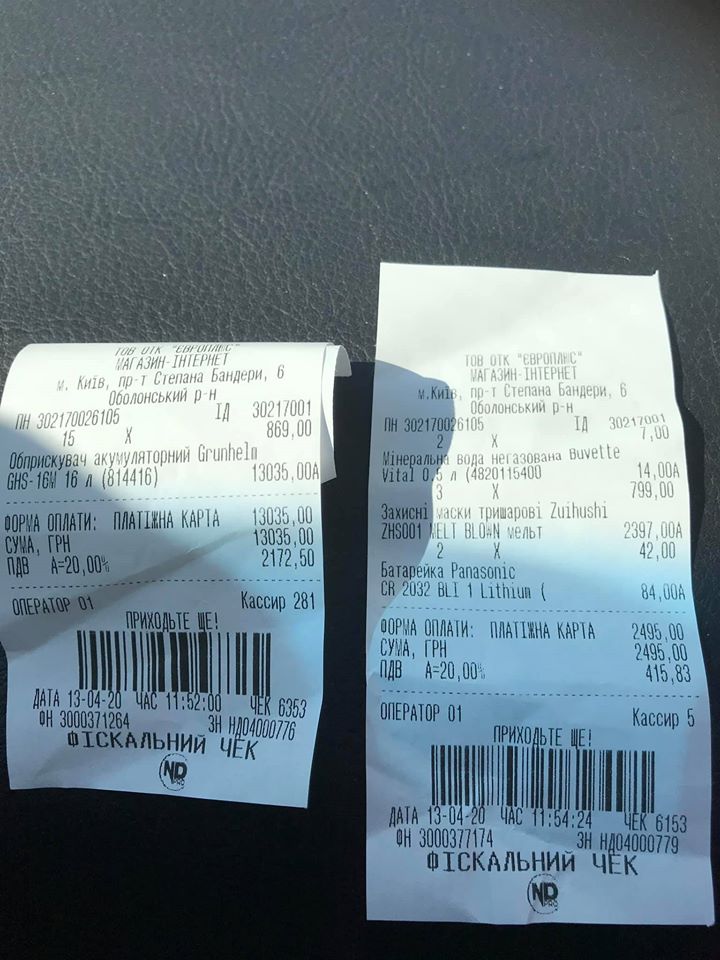 ТОВ ОТК "ЄВРОПЛЮС"
МАГАЗИН-ІНТЕРНЕТ
м. Київ, пр-т Степана Бандери, 6
Оболонський р-н
ПН 302170026105 ІД 30217001
15 X 869,00
Обприскувач акумуляторний Grunhelm
GHS-16M 16 л (814416) 13035,00А
ФОРМА ОПЛАТИ: ПЛАТІЖНА КАРТА 13035,00
СУМА, ГРН 13035,00
ПДВ А=20,00% 2172,50
ОПЕРАТОР 01 Кассир 281
ПРИХОДЬТЕ ЩЕ!
ДАТА 13-04-20 ЧАС 11:52:00 ЧЕК 6353
ФН 3000371264 ЗН НД04000776
ФІСКАЛЬНИЙ ЧЕК
ND
PRO
ТОВ ОТК "ЄВРОПЛЮС"
МАГАЗИН-ІНТЕРНЕТ
м.Київ, пр-т Степана Бандери, 6
Оболонський р-н
ПН 302170026105 ІД 30217001
2 X 7,00
Мінеральна вода негазована Buvette
Vital 0,5 л (4820115400 14,00А
3 X 799,00
Захисні маски тришарові Zuihushi
ZHS001 MELT BLOWN мельт 2397,00А
2 X 42,00
Батарейка Panasonic
CR 2032 BLI 1 Lithium ( 84,00А
ФОРМА ОПЛАТИ: ПЛАТІЖНА КАРТА 2495,00
СУМА, ГРН 2495,00
ПДВ А=20,00% 415,83
ОПЕРАТОР 01 Кассир 5
ПРИХОДЬТЕ ЩЕ!
ДАТА 13-04-20 ЧАС 11:54:24 ЧЕК 6153
ФН 3000377174 ЗН НД04000779
ФІСКАЛЬНИЙ ЧЕК
ND
PRO